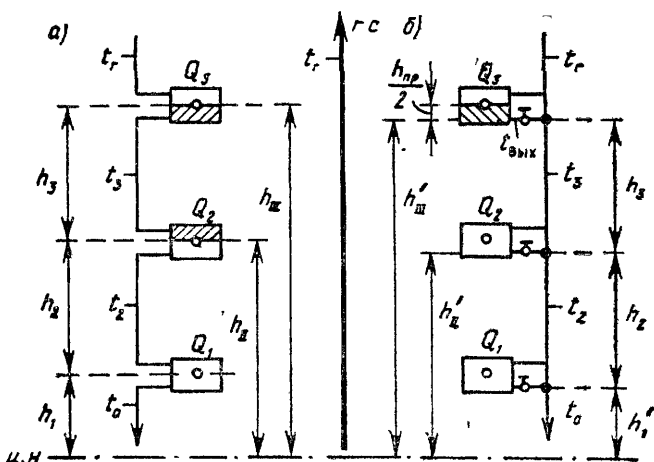 а) г с б)
t_г t_г t_г
Q_3 h_пр/2 Q_3
t_вых
h_3 t_3 h_III h'_III t_3 h_3
Q_2 Q_2
h_2 t_2 h_II h'_II t_2 h_2
Q_1 Q_1
h_1 t_0 t_0 h'_1
ц.н